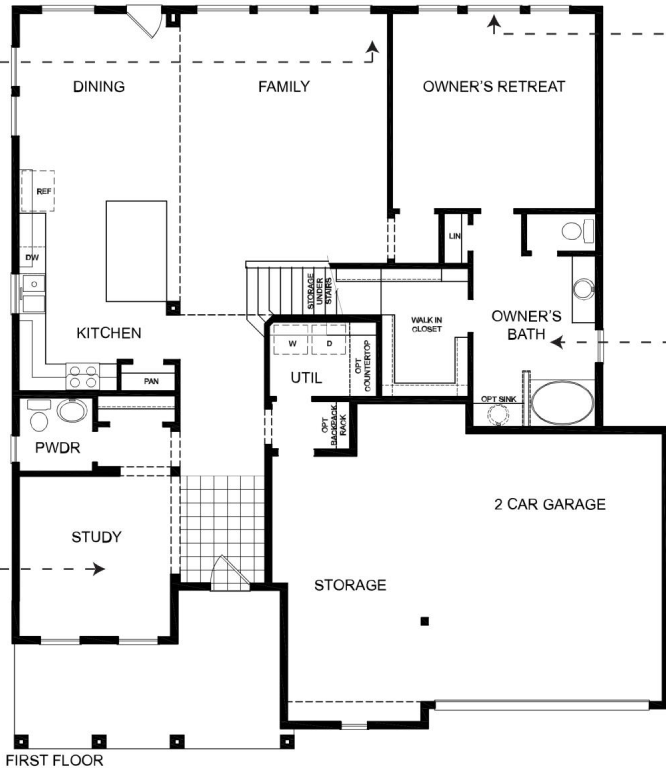 DINING
FAMILY
OWNER'S RETREAT
REF
DW
LIN
STORAGE
UNDER
STAIRS
WALK IN
CLOSET
OWNER'S
BATH
KITCHEN
W
D
OPT
COUNTERTOP
UTIL
PAN
OPT SINK
OPT
BACKPACK
RACK
PWDR
2 CAR GARAGE
STUDY
STORAGE
FIRST FLOOR